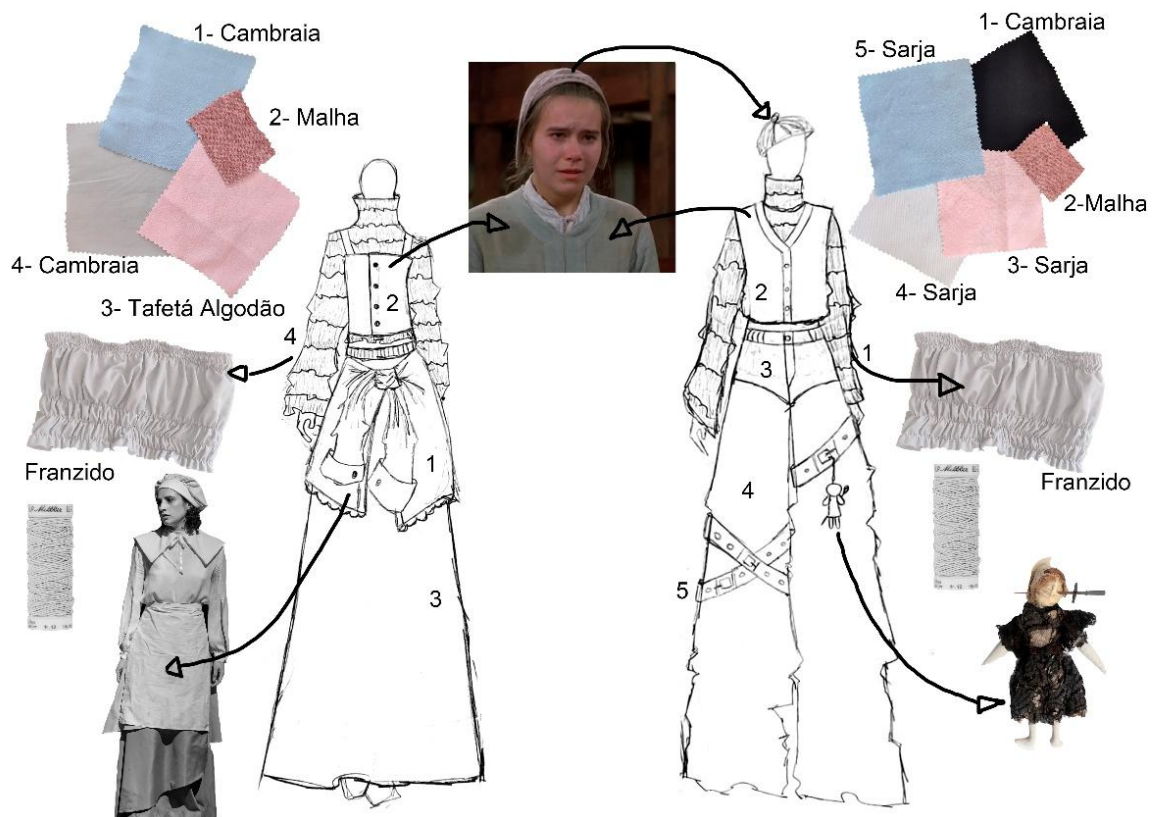 1- Cambraia
2- Malha
4- Cambraia
3- Tafetá Algodão
2
4
1
3
Franzido
1- Cambraia
5- Sarja
2-Malha
3- Sarja
4- Sarja
2
3
1
4
5
Franzido